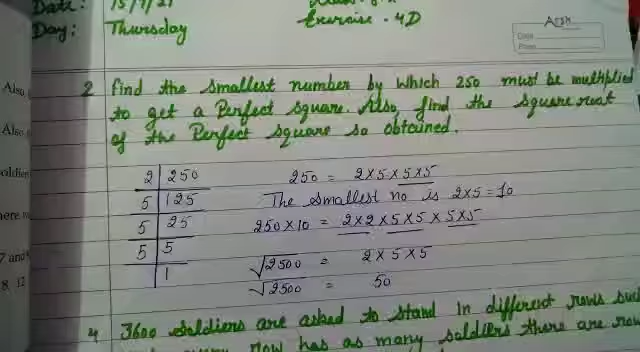 Date: 15/7/21
Day: Thursday
Exercise - 4D
Date
2 find the smallest number by which 250 must be multiplied
to get a Perfect square. Also find the square root
of the Perfect square so obtained.
2 | 250
5 | 125
5 | 25
5 | 5
1
250 = 2×5×5×5
The smallest no is 2×5=10
250×10 = 2×2×5×5×5×5
√2500 = 2×5×5
√2500 = 50
4 3600 soldiers are asked to stand in different rows such
row has as many soldiers there are row
Also
Also
7 and
8. 12